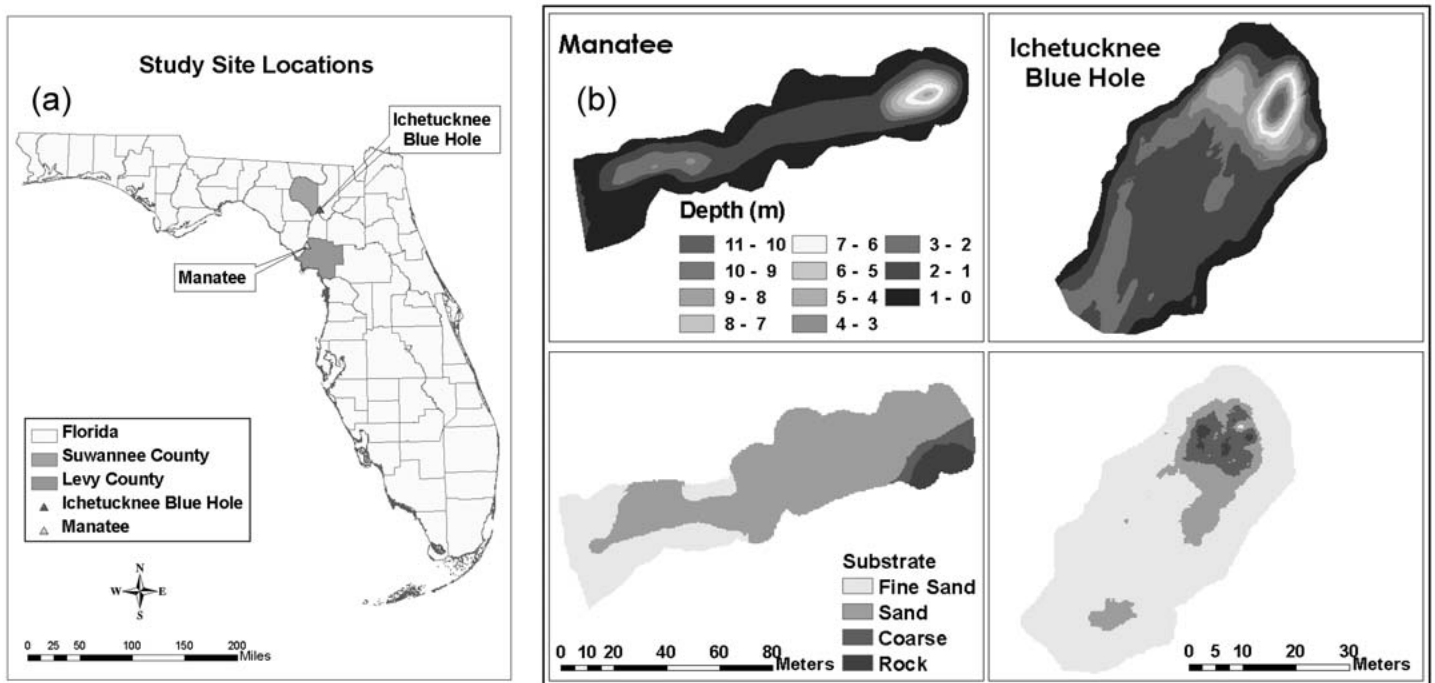 Study Site Locations
(a)
Ichetucknee
Blue Hole
Manatee
Florida
Suwannee County
Levy County
Ichetucknee Blue Hole
Manatee
N
W E
S
0 25 50 100 150 200
Miles
Manatee
(b)
Depth (m)
11 - 10
10 - 9
9 - 8
8 - 7
7 - 6
6 - 5
5 - 4
4 - 3
3 - 2
2 - 1
1 - 0
Ichetucknee
Blue Hole
Substrate
Fine Sand
Sand
Coarse
Rock
0 10 20 40 60 80
Meters
0 5 10 20 30
Meters